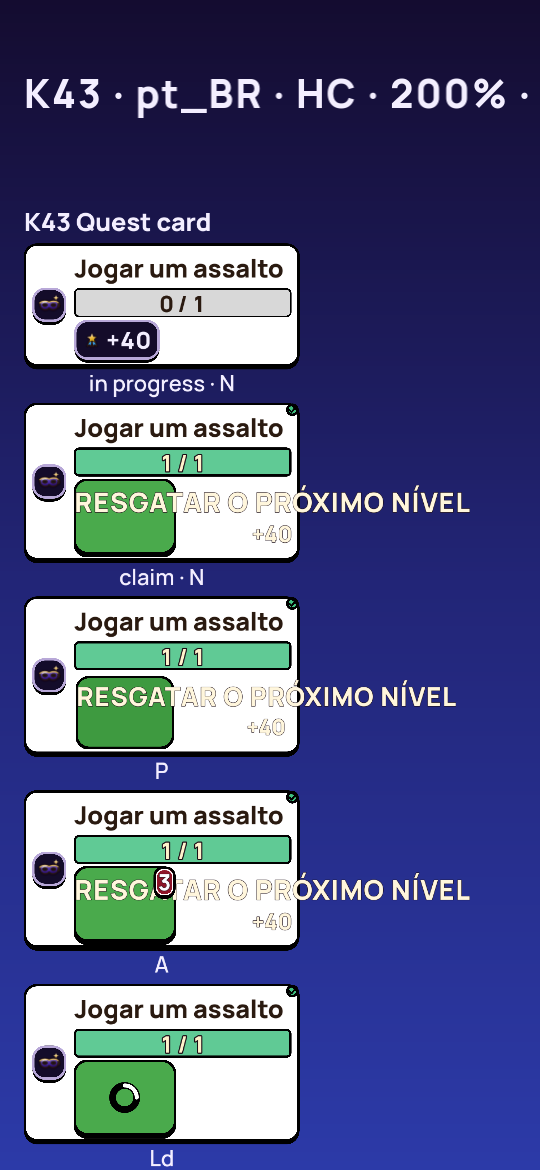 K43 · pt_BR · HC · 200% ·
K43 Quest card
Jogar um assalto
0 / 1
+40
in progress · N
Jogar um assalto
1 / 1
RESGATAR O PRÓXIMO NÍVEL
+40
claim · N
Jogar um assalto
1 / 1
RESGATAR O PRÓXIMO NÍVEL
+40
P
Jogar um assalto
1 / 1
3
RESGATAR O PRÓXIMO NÍVEL
+40
A
Jogar um assalto
1 / 1
Ld